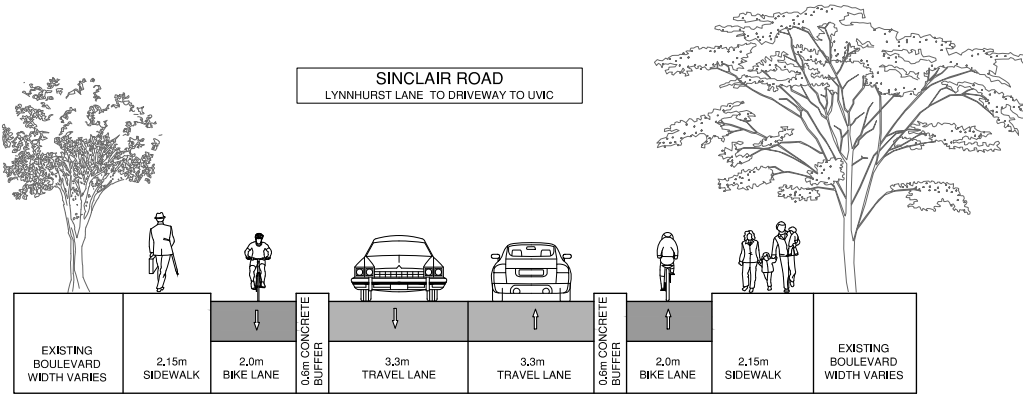 SINCLAIR ROAD
LYNNHURST LANE TO DRIVEWAY TO UVIC
EXISTING
BOULEVARD
WIDTH VARIES
2.15m
SIDEWALK
2.0m
BIKE LANE
0.6m CONCRETE
BUFFER
3.3m
TRAVEL LANE
3.3m
TRAVEL LANE
0.6m CONCRETE
BUFFER
2.0m
BIKE LANE
2.15m
SIDEWALK
EXISTING
BOULEVARD
WIDTH VARIES